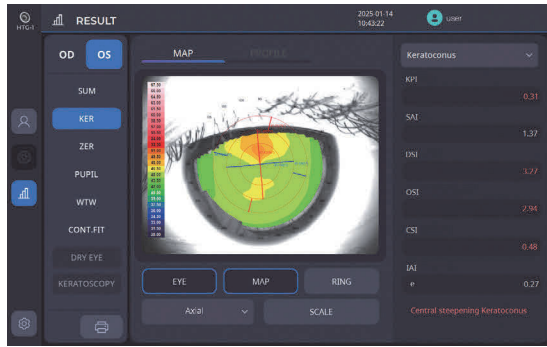 HTG-1
RESULT
2025-01-14
10:43:22
user
OD
OS
SUM
KER
ZER
PUPIL
WTW
CONT.FIT
DRY EYE
KERATOSCOPY
MAP
PROFILE
EYE
MAP
RING
Axial
SCALE
Keratoconus
KPI
0.31
SAI
1.37
DSI
3.27
OSI
2.94
CSI
0.48
IAI
e
0.27
Central steepening Keratoconus